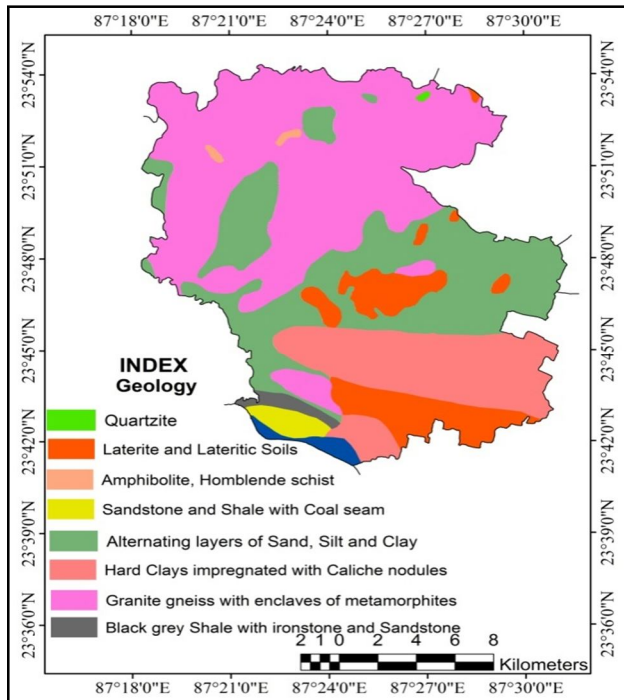 87°18'0"E 87°21'0"E 87°24'0"E 87°27'0"E 87°30'0"E
23°54'0"N 23°54'0"N
23°51'0"N 23°51'0"N
23°48'0"N 23°48'0"N
23°45'0"N 23°45'0"N
INDEX
Geology
Quartzite
23°42'0"N 23°42'0"N
Laterite and Lateritic Soils
Amphibolite, Homblende schist
Sandstone and Shale with Coal seam
23°39'0"N 23°39'0"N
Alternating layers of Sand, Silt and Clay
Hard Clays impregnated with Caliche nodules
Granite gneiss with enclaves of metamorphites
23°36'0"N 23°36'0"N
Black grey Shale with ironstone and Sandstone
2 1 0 2 4 6 8
Kilometers
87°18'0"E 87°21'0"E 87°24'0"E 87°27'0"E 87°30'0"E